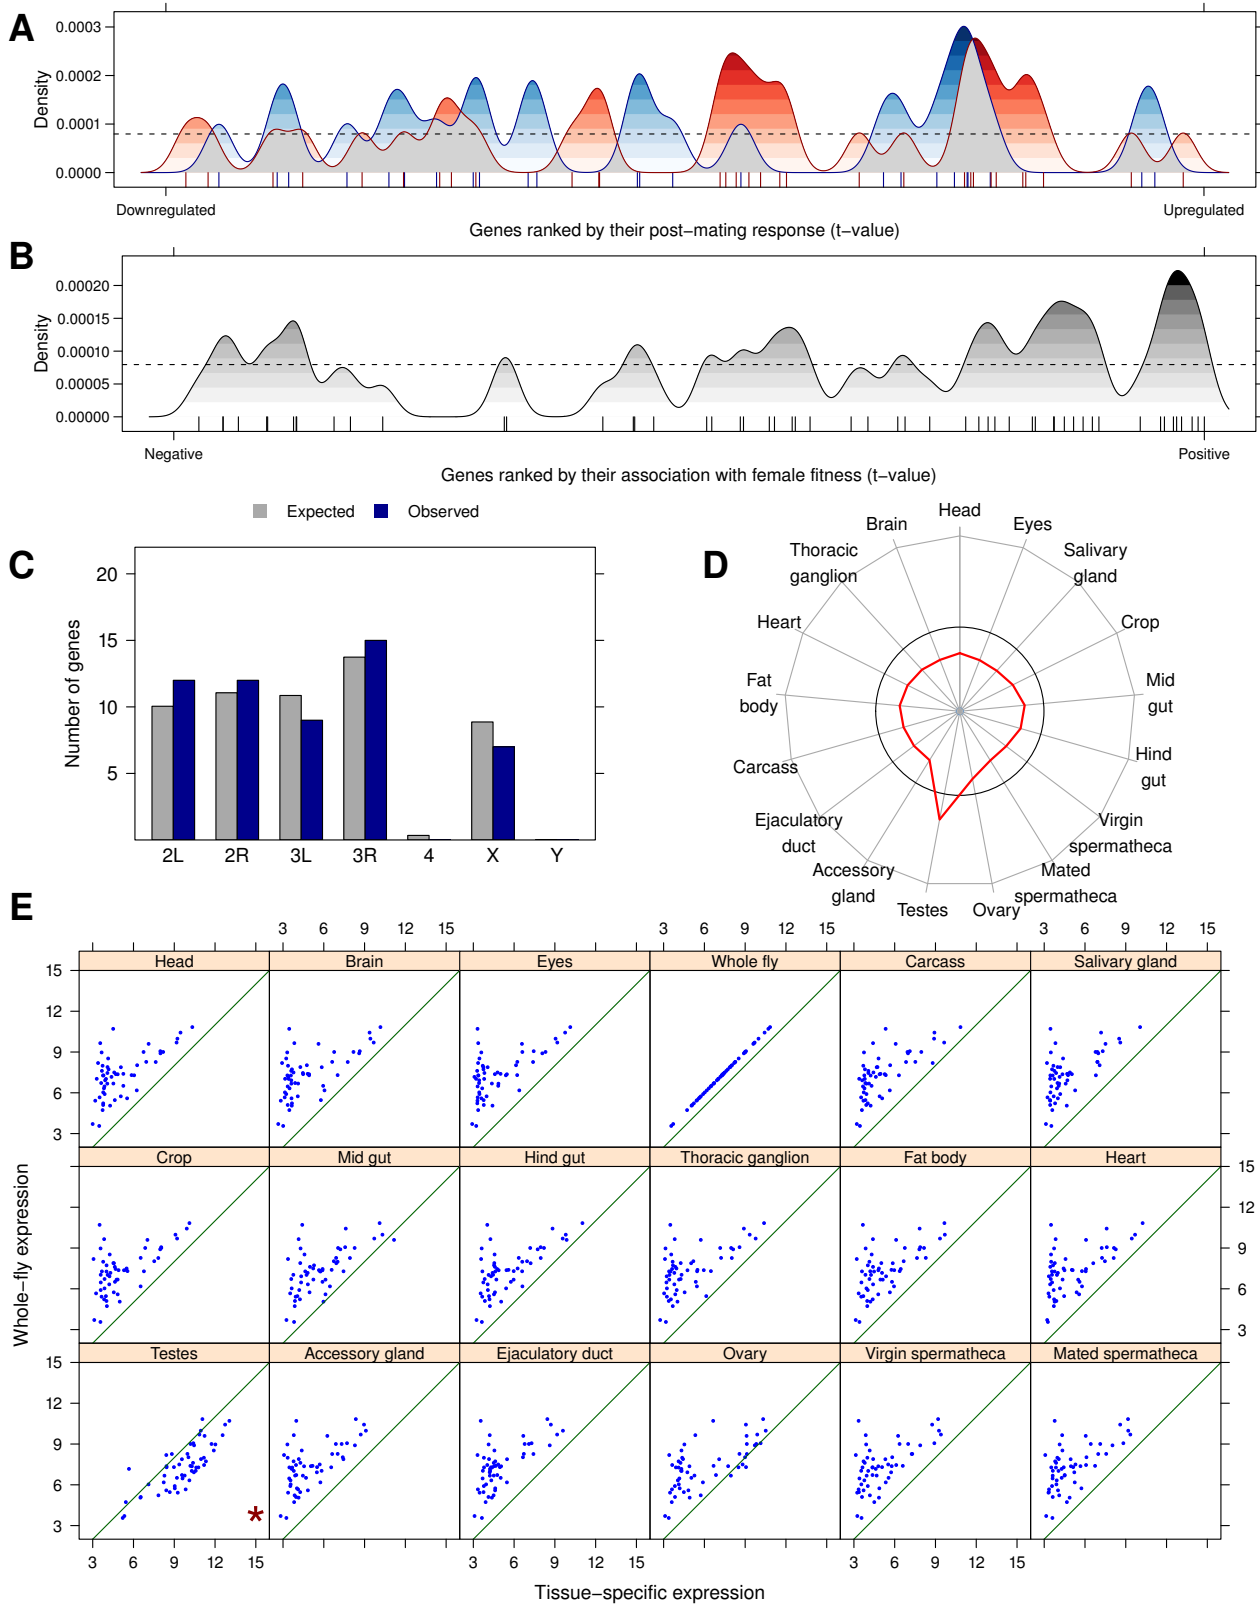 A
Density
0.0003
0.0002
0.0001
0.0000
Downregulated
Upregulated
Genes ranked by their post−mating response (t−value)
B
Density
0.00020
0.00015
0.00010
0.00005
0.00000
Negative
Positive
Genes ranked by their association with female fitness (t−value)
Expected
Observed
C
Number of genes
20
15
10
5
2L
2R
3L
3R
4
X
Y
D
Head
Eyes
Salivary
gland
Crop
Mid
gut
Hind
gut
Virgin
spermatheca
Mated
spermatheca
Ovary
Testes
Accessory
gland
Ejaculatory
duct
Carcass
Fat
body
Heart
Thoracic
ganglion
Brain
E
3 6 9 12 15
3 6 9 12 15
3 6 9 12 15
Head
Brain
Eyes
Whole fly
Carcass
Salivary gland
15
12
9
6
3
Crop
Mid gut
Hind gut
Thoracic ganglion
Fat body
Heart
15
12
9
6
3
Testes
Accessory gland
Ejaculatory duct
Ovary
Virgin spermatheca
Mated spermatheca
15
12
9
6
3
*
3 6 9 12 15
3 6 9 12 15
3 6 9 12 15
Whole−fly expression
Tissue−specific expression